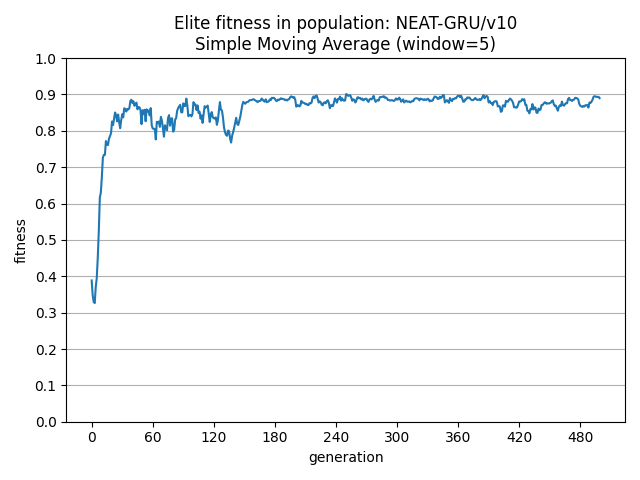 Elite fitness in population: NEAT-GRU/v10
Simple Moving Average (window=5)
1.0
0.9
0.8
0.7
0.6
0.5
0.4
0.3
0.2
0.1
0.0
fitness
0 60 120 180 240 300 360 420 480
generation